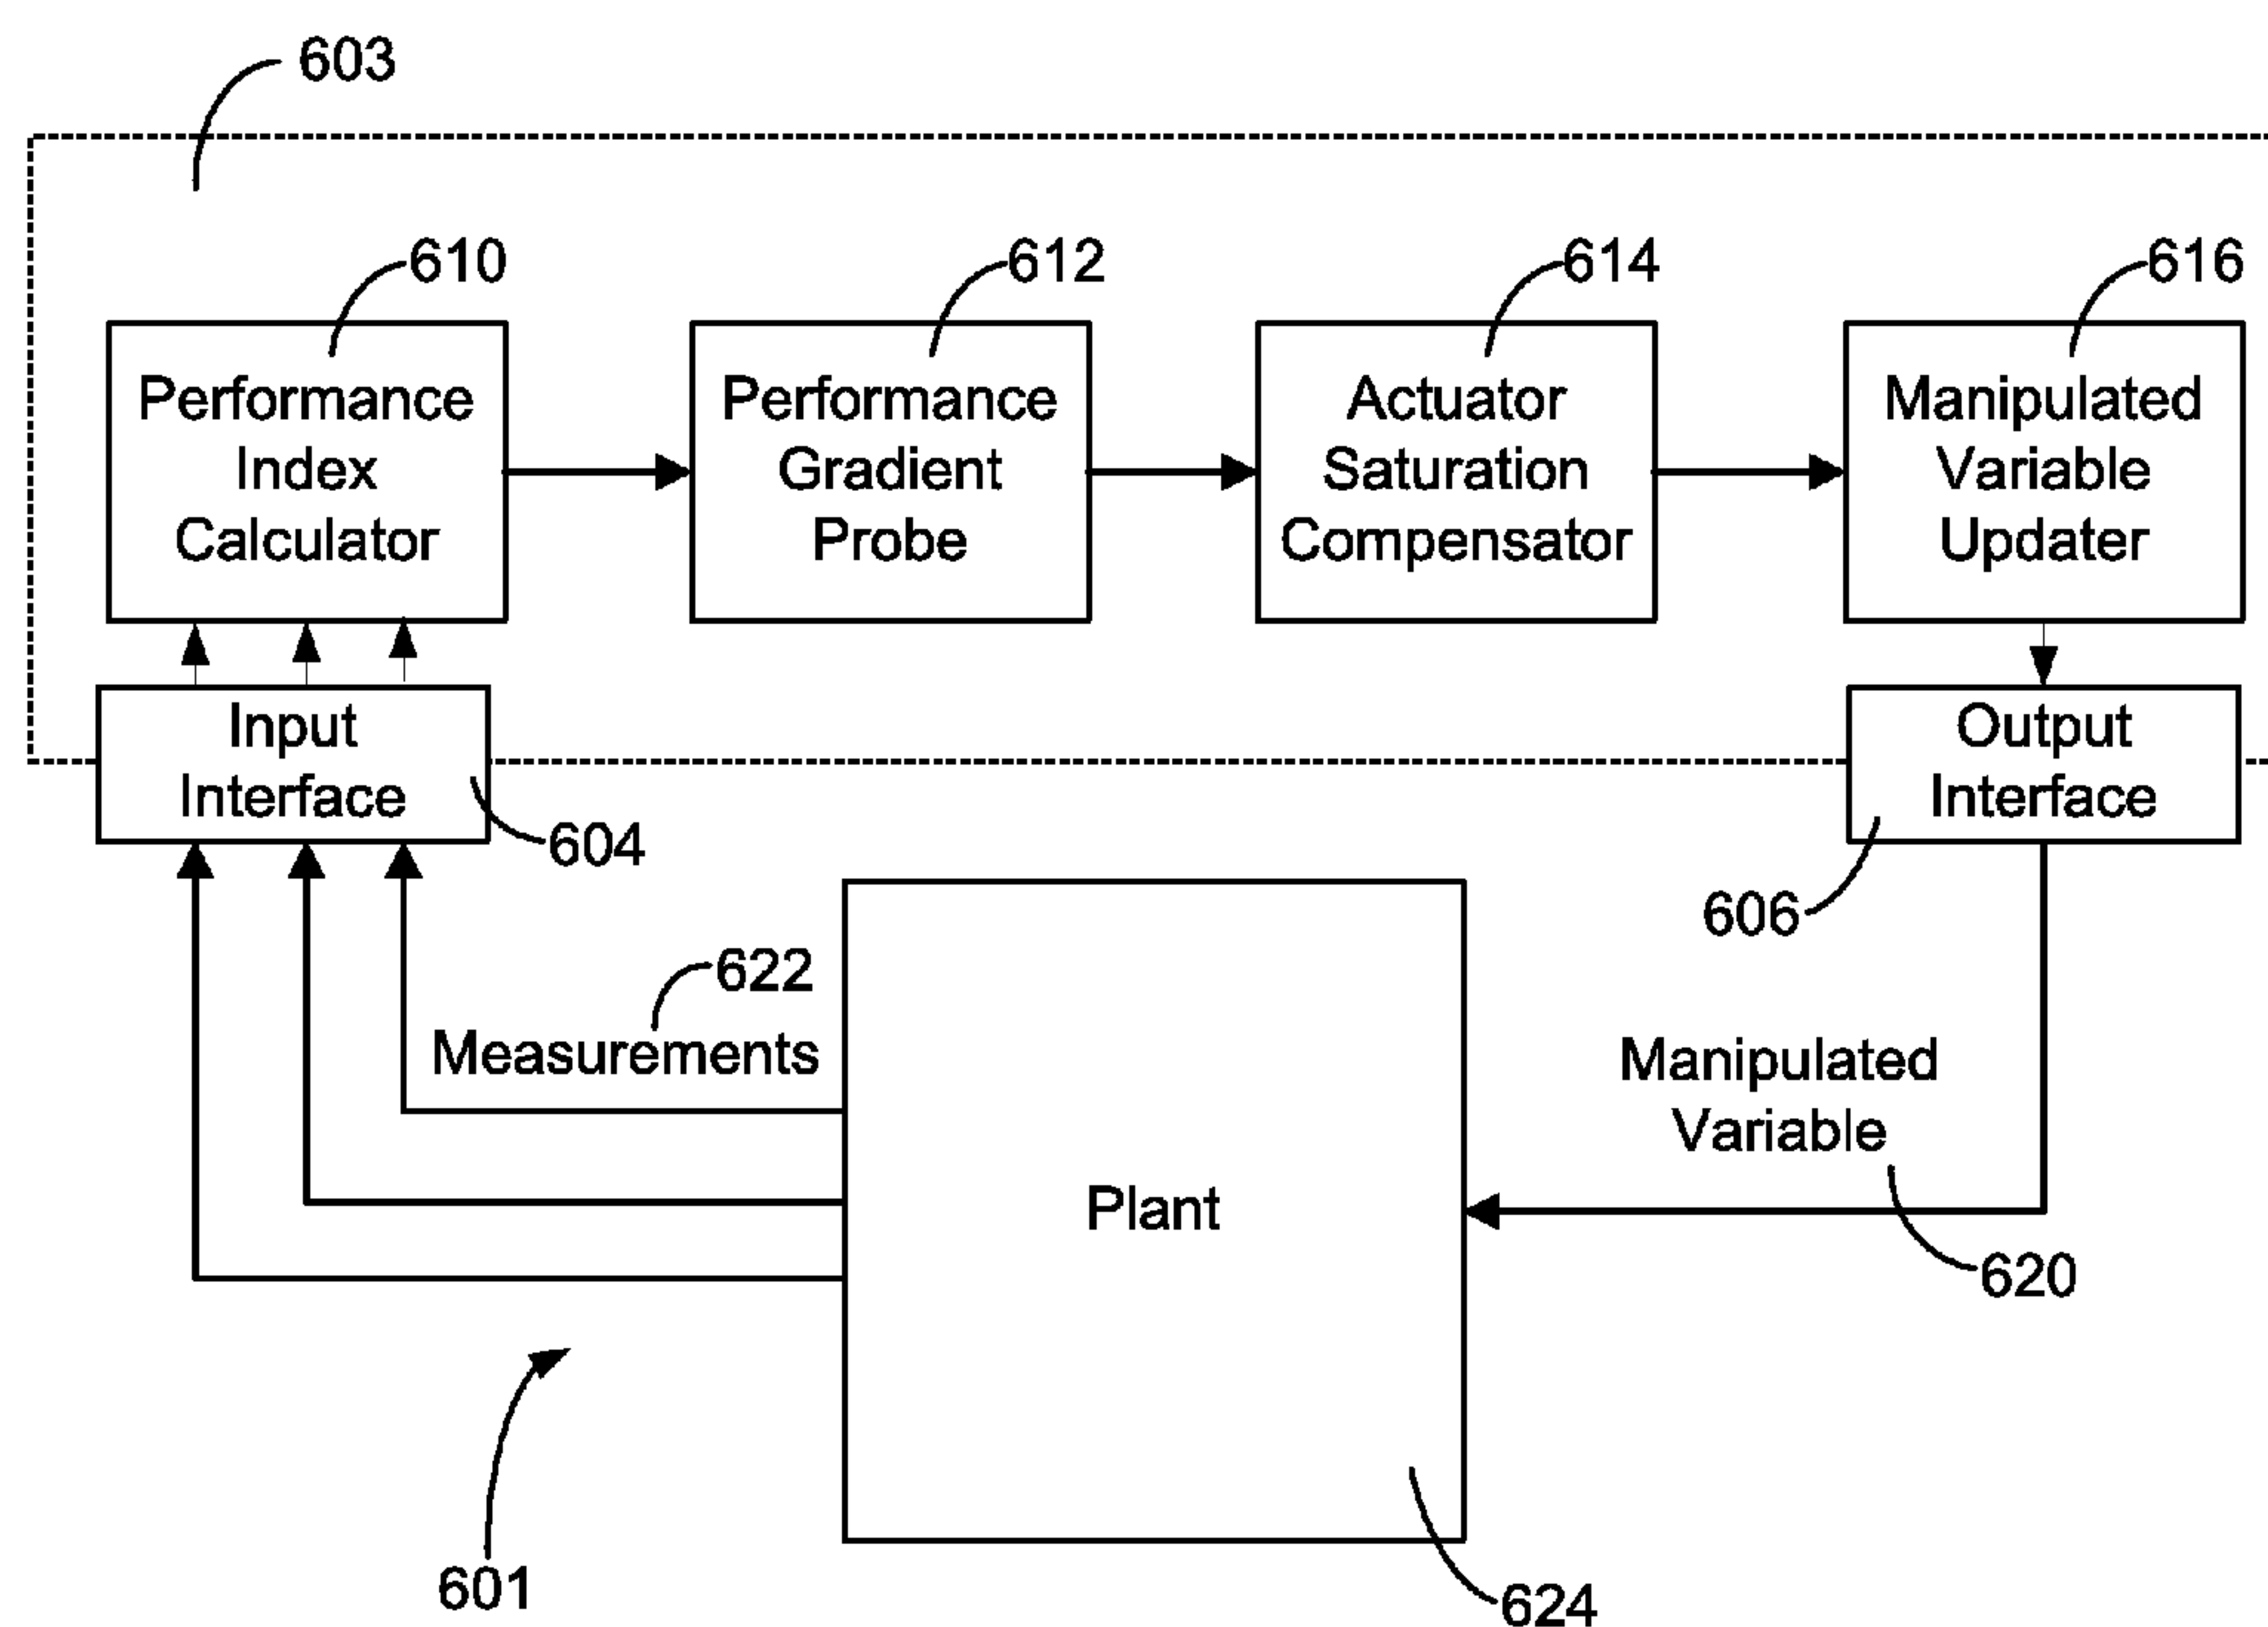 603
610
612
614
616
Performance
Index
Calculator
Performance
Gradient
Probe
Actuator
Saturation
Compensator
Manipulated
Variable
Updater
Input
Interface
604
Output
Interface
606
622
Measurements
Manipulated
Variable
620
Plant
601
624